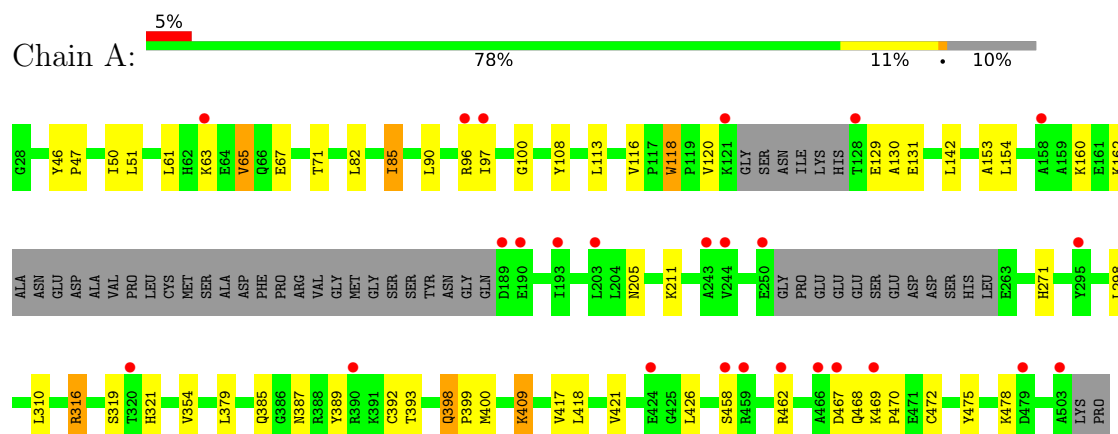 5%
Chain A:
78% 11% • 10%
G28 Y46 P47 I50 L51 L61 H62 K63 E64 V65 Q66 E67 T71 L82 I85 L90 R96 I97 G100 Y108 L113 V116 P117 W118 P119 V120 K121 GLY SER ASN ILE LYS HIS T128 E129 A130 E131 L142 A153 L154 A158 A159 K160 E161 K162
ALA ASN GLU ASP ALA VAL PRO LEU CYS MET SER ALA ASP PHE PRO ARG VAL GLY MET GLY SER SER TYR ASN GLY GLN D189 E190 I193 L203 L204 N205 K211 A243 V244 E250 GLY PRO GLU GLU GLU SER GLU ASP ASP SER HIS LEU E263 H271 Y295 L298
L310 R316 S319 T320 H321 V354 L379 Q385 G386 N387 R388 Y389 R390 K391 C392 T393 Q398 P399 M400 K409 V417 L418 V421 E424 G425 L426 S458 R459 R462 A466 D467 Q468 K469 P470 E471 C472 Y475 K478 D479 A503 LYS PRO